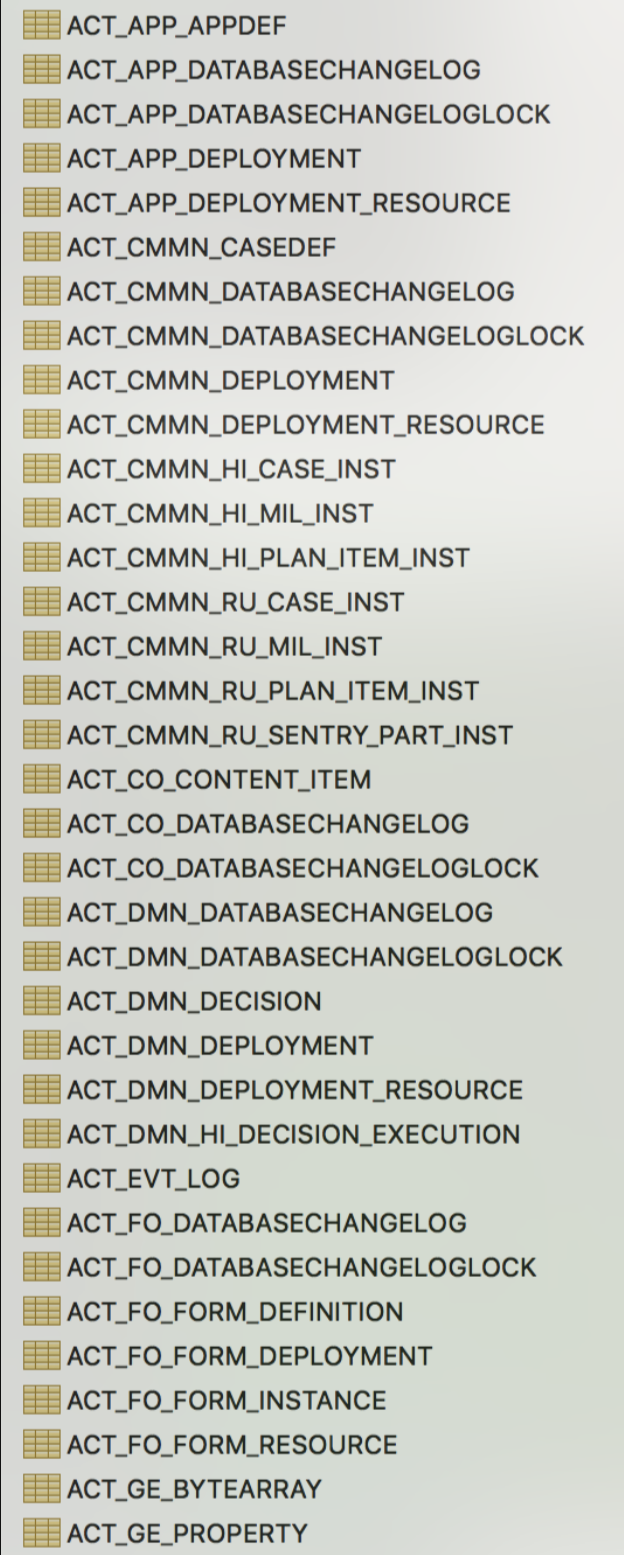 ACT_APP_APPDEF
ACT_APP_DATABASECHANGELOG
ACT_APP_DATABASECHANGELOGLOCK
ACT_APP_DEPLOYMENT
ACT_APP_DEPLOYMENT_RESOURCE
ACT_CMMN_CASEDEF
ACT_CMMN_DATABASECHANGELOG
ACT_CMMN_DATABASECHANGELOGLOCK
ACT_CMMN_DEPLOYMENT
ACT_CMMN_DEPLOYMENT_RESOURCE
ACT_CMMN_HI_CASE_INST
ACT_CMMN_HI_MIL_INST
ACT_CMMN_HI_PLAN_ITEM_INST
ACT_CMMN_RU_CASE_INST
ACT_CMMN_RU_MIL_INST
ACT_CMMN_RU_PLAN_ITEM_INST
ACT_CMMN_RU_SENTRY_PART_INST
ACT_CO_CONTENT_ITEM
ACT_CO_DATABASECHANGELOG
ACT_CO_DATABASECHANGELOGLOCK
ACT_DMN_DATABASECHANGELOG
ACT_DMN_DATABASECHANGELOGLOCK
ACT_DMN_DECISION
ACT_DMN_DEPLOYMENT
ACT_DMN_DEPLOYMENT_RESOURCE
ACT_DMN_HI_DECISION_EXECUTION
ACT_EVT_LOG
ACT_FO_DATABASECHANGELOG
ACT_FO_DATABASECHANGELOGLOCK
ACT_FO_FORM_DEFINITION
ACT_FO_FORM_DEPLOYMENT
ACT_FO_FORM_INSTANCE
ACT_FO_FORM_RESOURCE
ACT_GE_BYTEARRAY
ACT_GE_PROPERTY